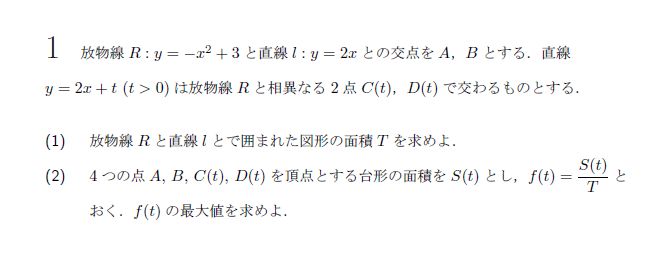 1 放物線 R : y = −x² + 3 と直線 l : y = 2x との交点を A，B とする．直線
y = 2x + t (t > 0) は放物線 R と相異なる 2 点 C(t)，D(t) で交わるものとする．
(1) 放物線 R と直線 l とで囲まれた図形の面積 T を求めよ．
(2) 4 つの点 A, B, C(t), D(t) を頂点とする台形の面積を S(t) とし，f(t) = S(t)/T と
おく．f(t) の最大値を求めよ．